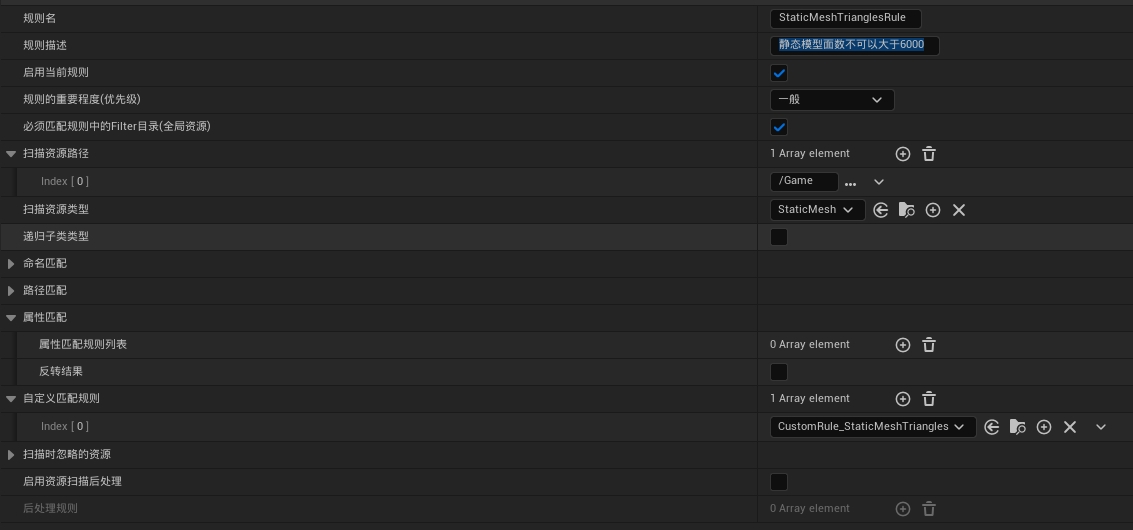 规则名 StaticMeshTrianglesRule
规则描述 静态模型面数不可以大于6000
启用当前规则
规则的重要程度(优先级) 一般
必须匹配规则中的Filter目录(全局资源)
扫描资源路径 1 Array element
Index [ 0 ] /Game ...
扫描资源类型 StaticMesh
递归子类类型
命名匹配
路径匹配
属性匹配
属性匹配规则列表 0 Array element
反转结果
自定义匹配规则 1 Array element
Index [ 0 ] CustomRule_StaticMeshTriangles
扫描时忽略的资源
启用资源扫描后处理
后处理规则 0 Array element